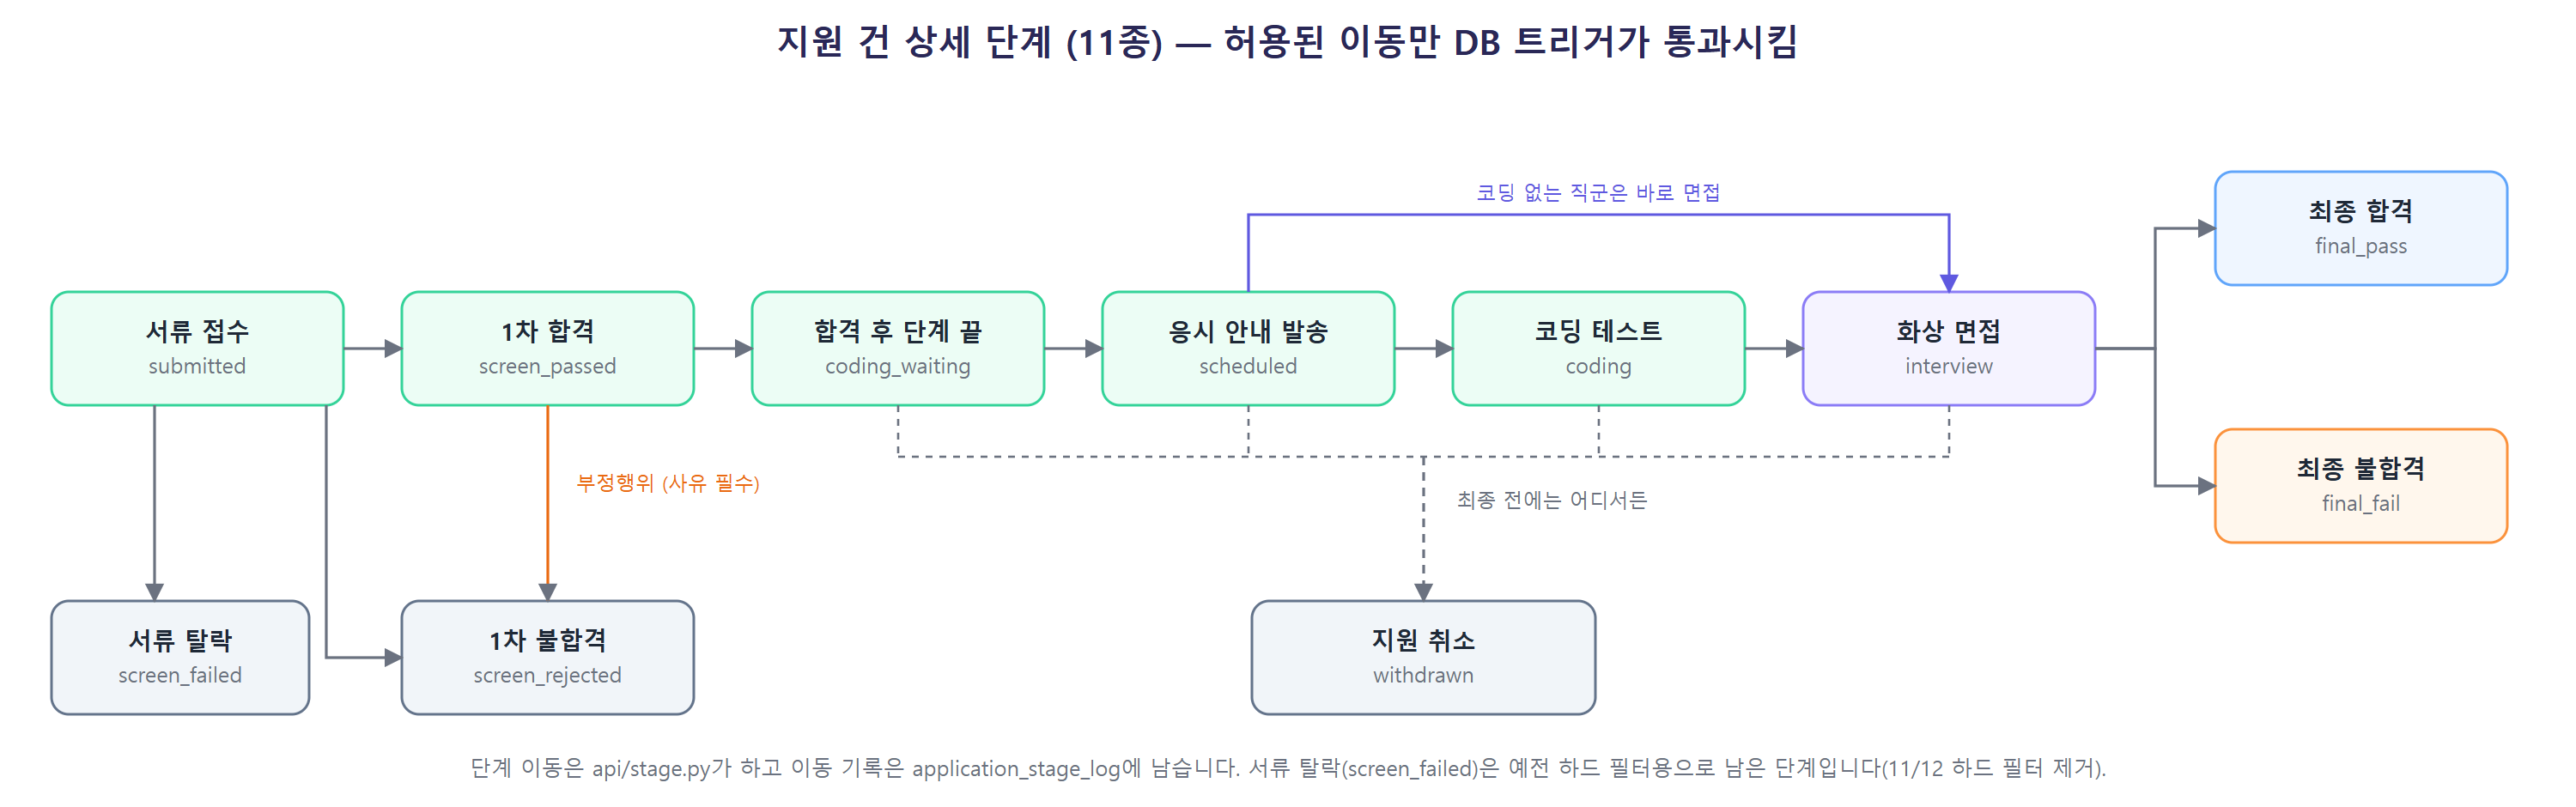 지원 건 상세 단계 (11종) — 허용된 이동만 DB 트리거가 통과시킴
코딩 없는 직군은 바로 면접
최종 합격
final_pass
서류 접수
submitted
1차 합격
screen_passed
합격 후 단계 끝
coding_waiting
응시 안내 발송
scheduled
코딩 테스트
coding
화상 면접
interview
부정행위 (사유 필수)
최종 전에는 어디서든
최종 불합격
final_fail
서류 탈락
screen_failed
1차 불합격
screen_rejected
지원 취소
withdrawn
단계 이동은 api/stage.py가 하고 이동 기록은 application_stage_log에 남습니다. 서류 탈락(screen_failed)은 예전 하드 필터용으로 남은 단계입니다(11/12 하드 필터 제거).